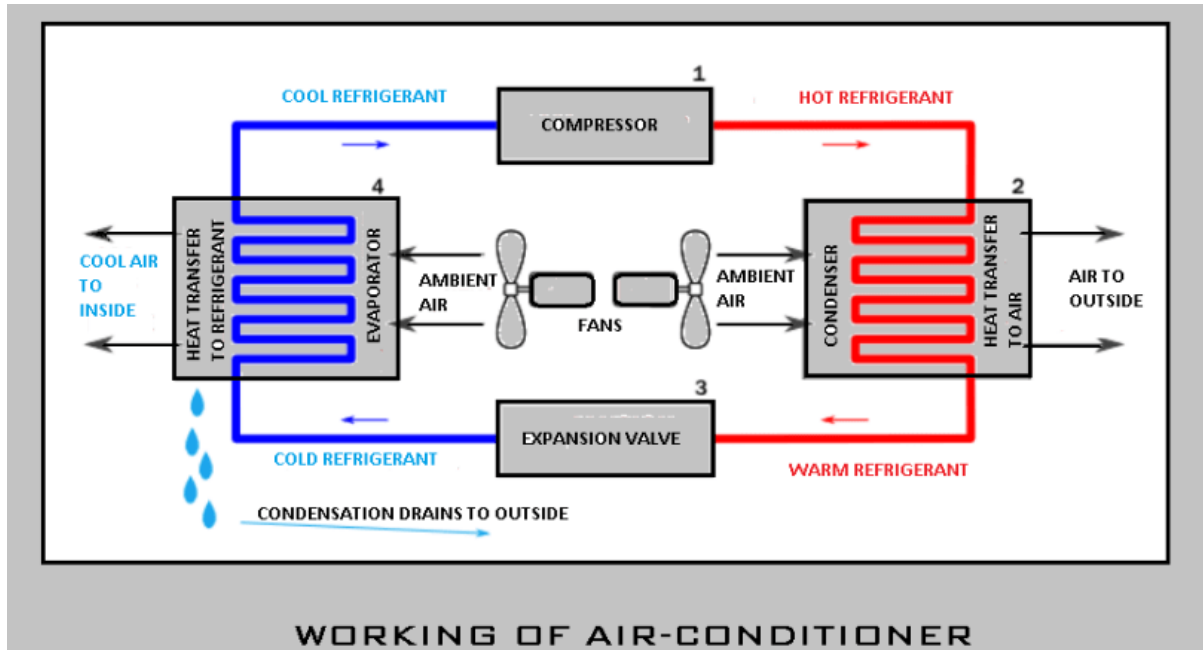 1
COOL REFRIGERANT
HOT REFRIGERANT
COMPRESSOR
4
2
HEAT TRANSFER
TO REFRIGERANT
EVAPORATOR
COOL AIR
TO
INSIDE
AMBIENT
AIR
FANS
AMBIENT
AIR
CONDENSER
HEAT TRANSFER
TO AIR
AIR TO
OUTSIDE
3
EXPANSION VALVE
COLD REFRIGERANT
WARM REFRIGERANT
CONDENSATION DRAINS TO OUTSIDE
WORKING OF AIR-CONDITIONER